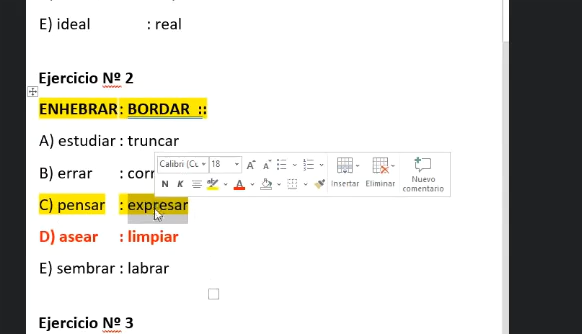 E) ideal : real
Ejercicio Nº 2
ENHEBRAR : BORDAR ::
A) estudiar : truncar
Calibri (Cu 18 A A
B) errar : corr
N K A Insertar Eliminar Nuevo comentario
C) pensar : expresar
D) asear : limpiar
E) sembrar : labrar
Ejercicio Nº 3